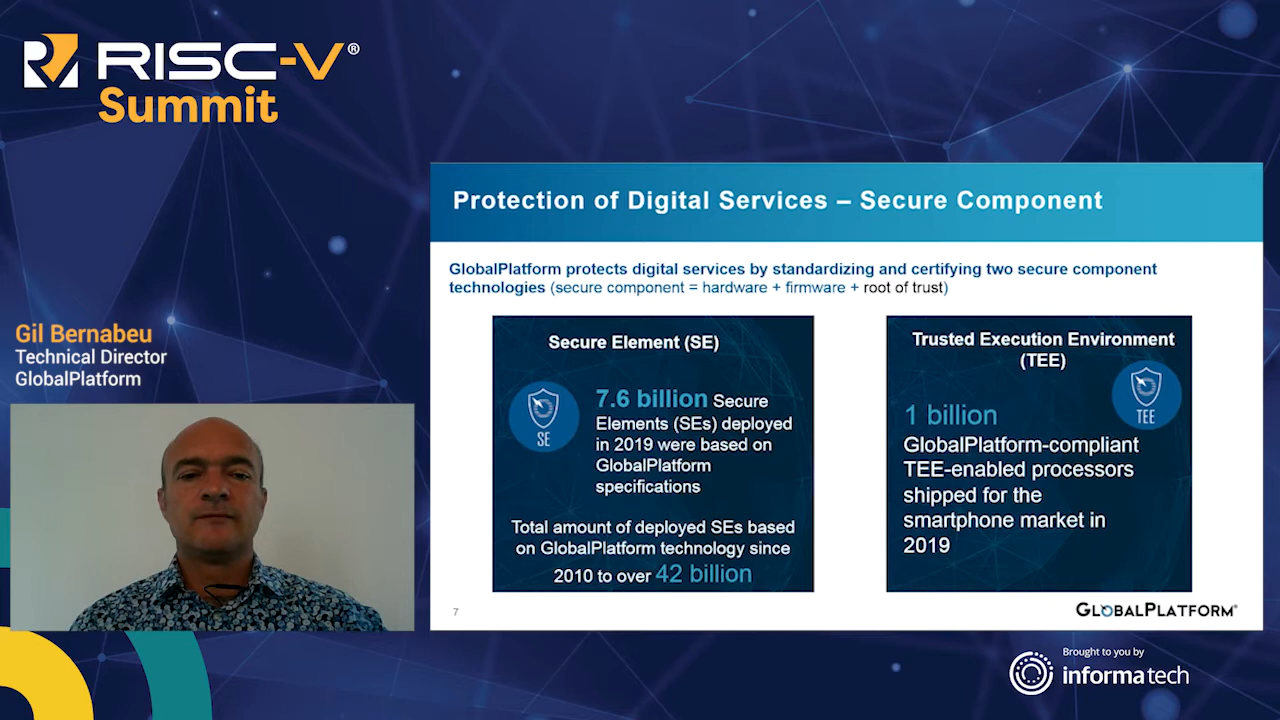 RISC-V®
Summit
Protection of Digital Services – Secure Component
GlobalPlatform protects digital services by standardizing and certifying two secure component
technologies (secure component = hardware + firmware + root of trust)
Secure Element (SE)
SE
7.6 billion Secure
Elements (SEs) deployed
in 2019 were based on
GlobalPlatform
specifications
Total amount of deployed SEs based
on GlobalPlatform technology since
2010 to over 42 billion
Trusted Execution Environment
(TEE)
TEE
1 billion
GlobalPlatform-compliant
TEE-enabled processors
shipped for the
smartphone market in
2019
7
GLOBALPLATFORM®
Gil Bernabeu
Technical Director
GlobalPlatform
Brought to you by
informa tech